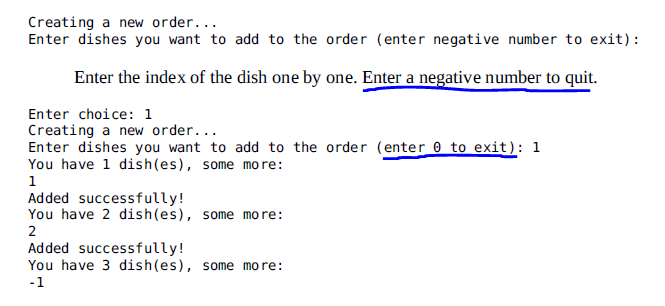 Creating a new order...
Enter dishes you want to add to the order (enter negative number to exit):
Enter the index of the dish one by one. Enter a negative number to quit.
Enter choice: 1
Creating a new order...
Enter dishes you want to add to the order (enter 0 to exit): 1
You have 1 dish(es), some more:
1
Added successfully!
You have 2 dish(es), some more:
2
Added successfully!
You have 3 dish(es), some more:
-1